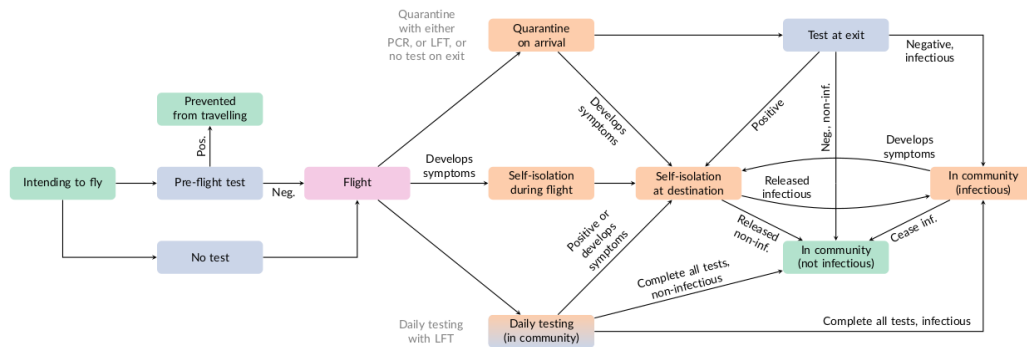 Quarantine
with either
PCR, or LFT, or
no test on exit
Quarantine
on arrival
Test at exit
Negative,
infectious
Prevented
from travelling
Pos.
Develops
symptoms
Positive
Neg., non-inf.
Develops
symptoms
Intending to fly
Pre-flight test
Neg.
Flight
Develops
symptoms
Self-isolation
during flight
Self-isolation
at destination
Released
infectious
In community
(infectious)
No test
Positive or
develops
symptoms
Released
non-inf.
Cease inf.
In community
(not infectious)
Complete all tests,
non-infectious
Daily testing
with LFT
Daily testing
(in community)
Complete all tests, infectious